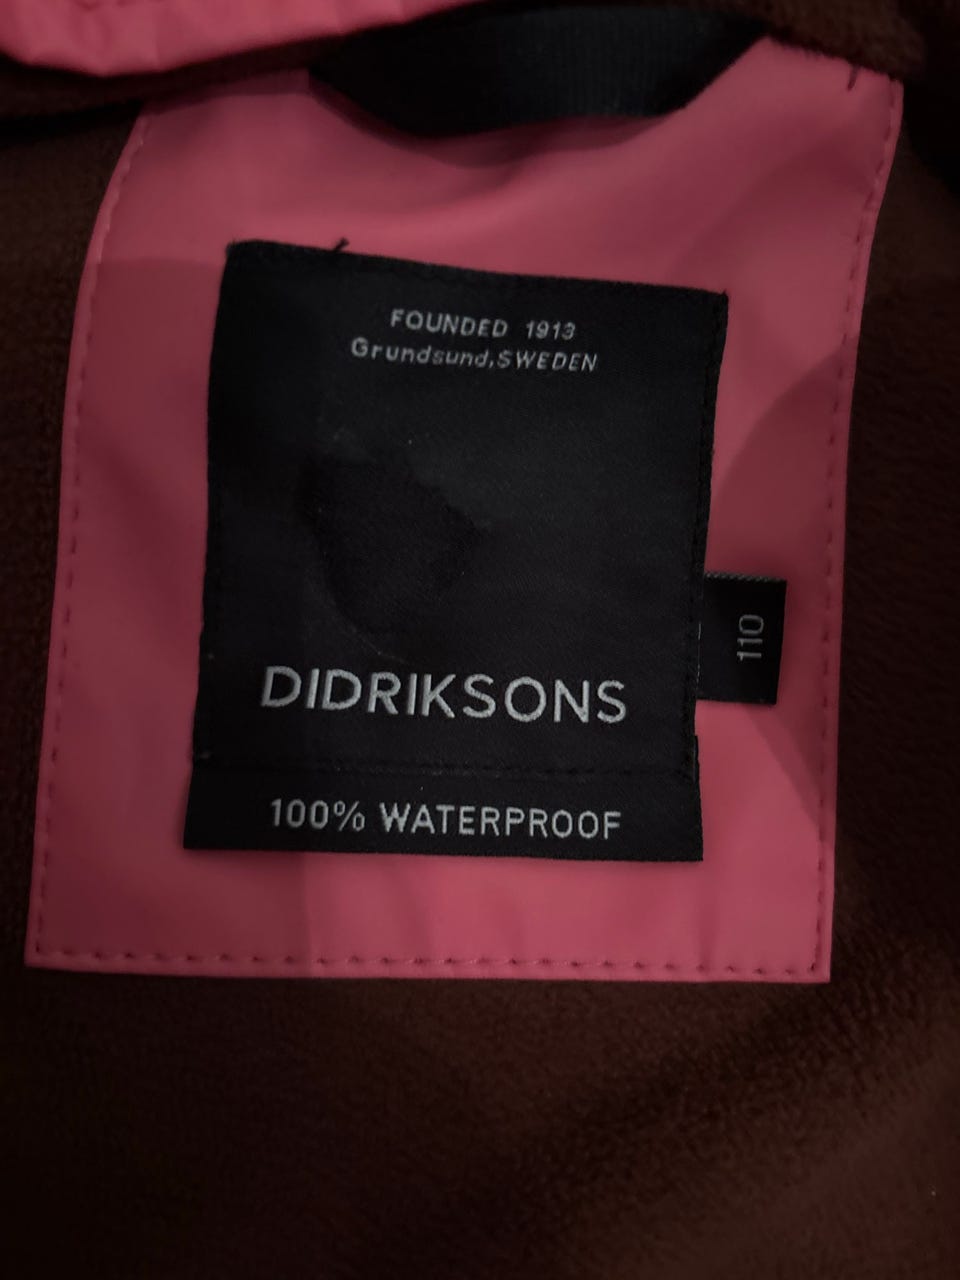 FOUNDED 1913
Grundsund,SWEDEN
DIDRIKSONS
100% WATERPROOF
110